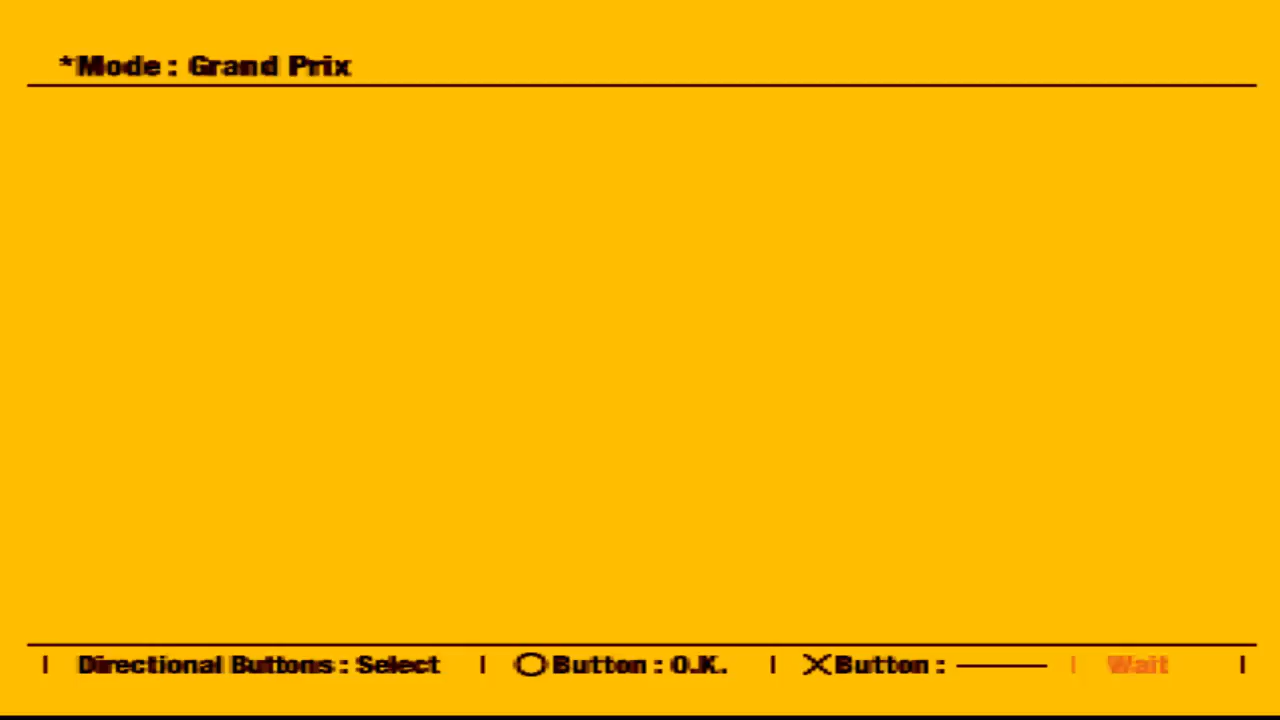 *Mode : Grand Prix
| Directional Buttons : Select | ○Button : O.K. | ×Button : ——— | Wait |